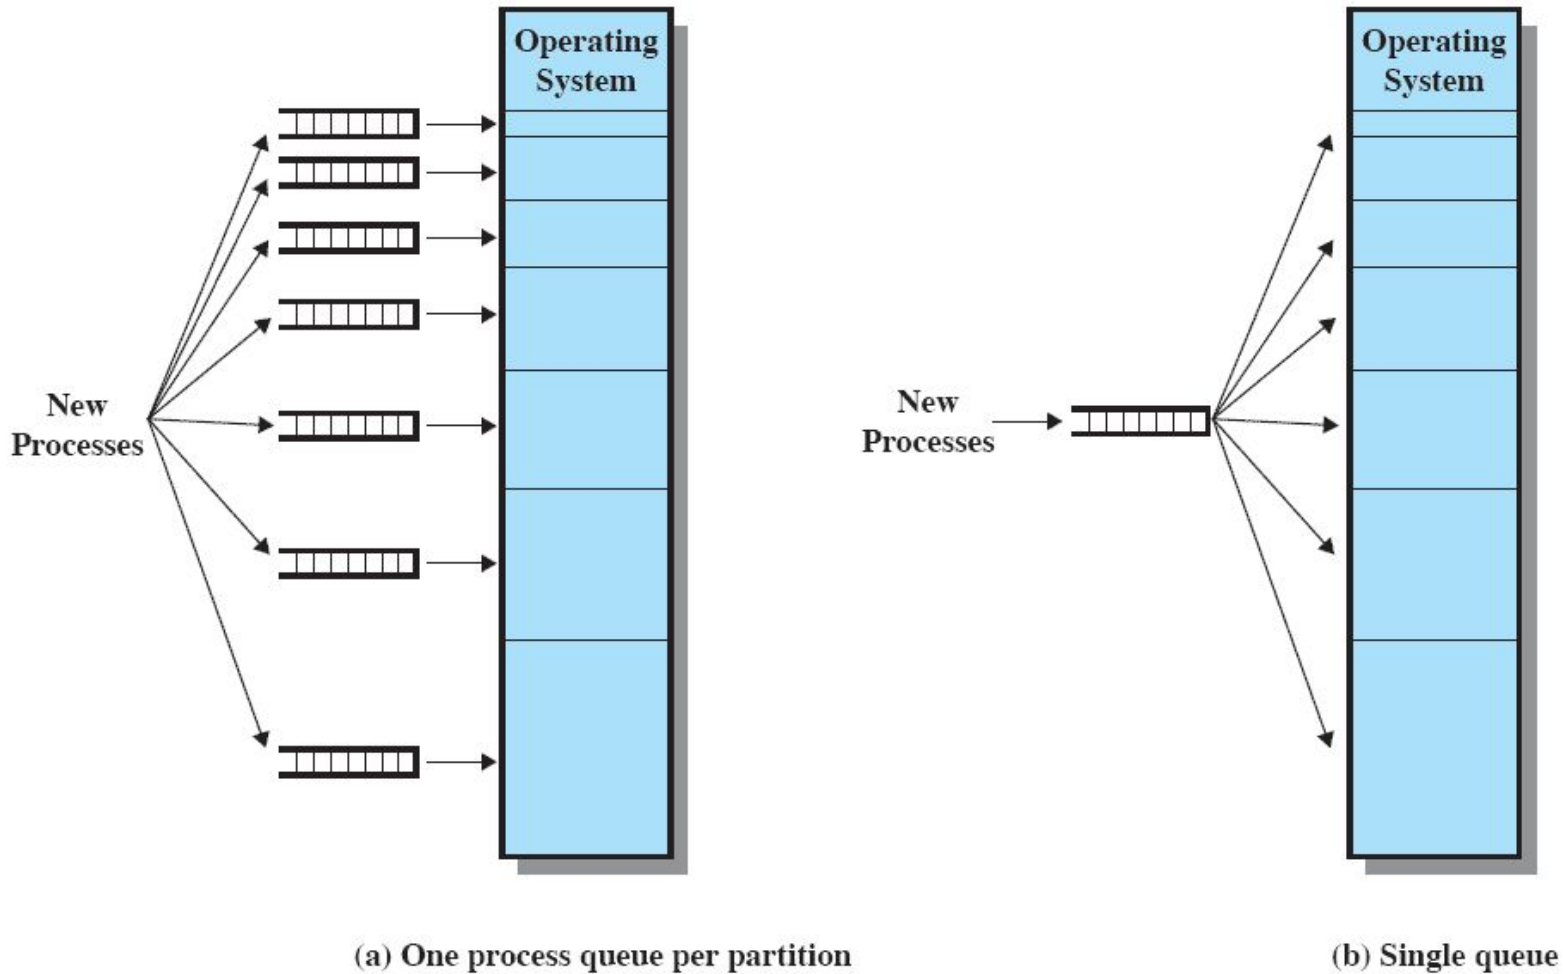 Operating
System
New
Processes
(a) One process queue per partition
Operating
System
New
Processes
(b) Single queue